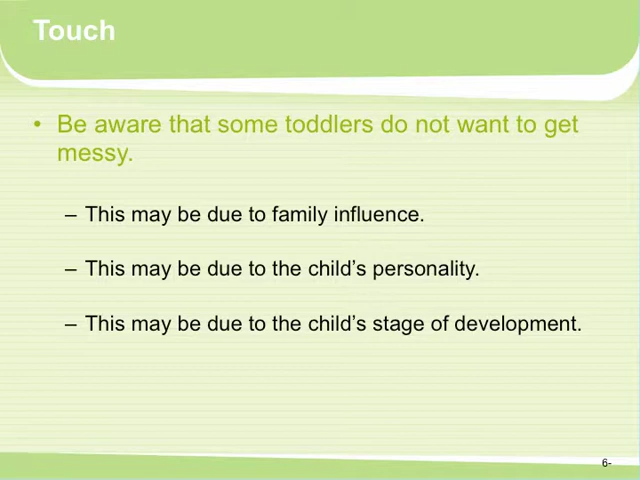 Touch
• Be aware that some toddlers do not want to get
messy.
– This may be due to family influence.
– This may be due to the child’s personality.
– This may be due to the child’s stage of development.
6-